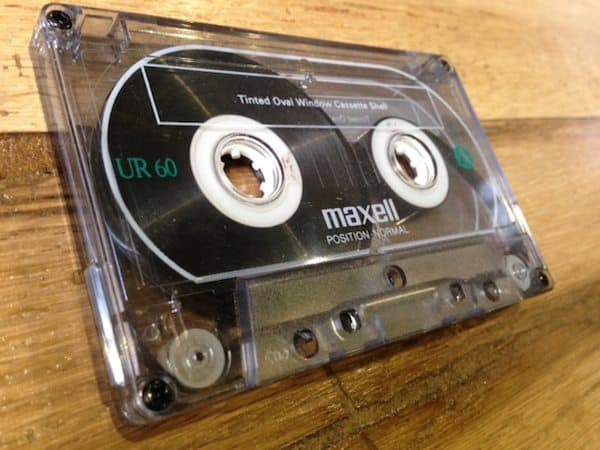 Tinted Oval Window Cassette Shell
UR 60
maxell
POSITION·NORMAL